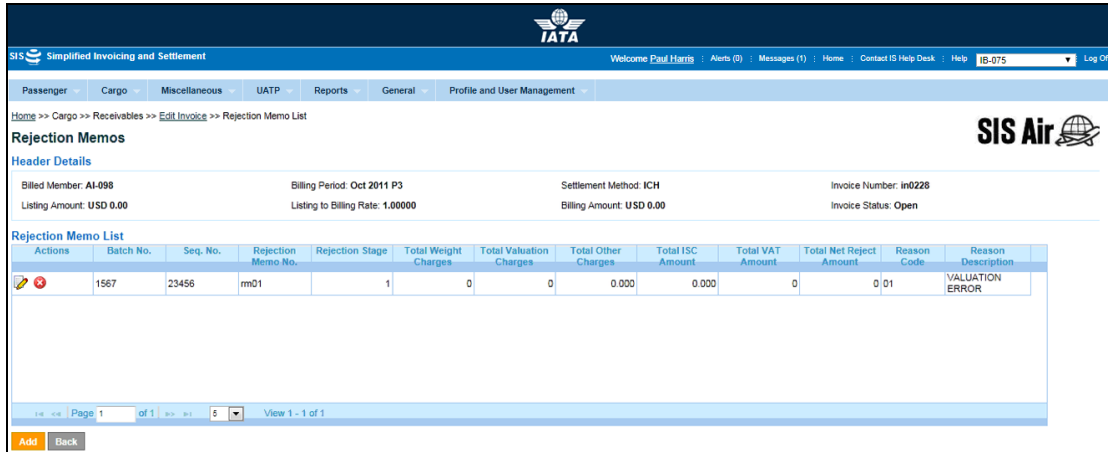 IATA
SIS Simplified Invoicing and Settlement
Welcome Paul Harris : Alerts (0) : Messages (1) : Home : Contact IS Help Desk : Help IB-075 Log Of
Passenger Cargo Miscellaneous UATP Reports General Profile and User Management
Home >> Cargo >> Receivables >> Edit Invoice >> Rejection Memo List
SIS Air
Rejection Memos
Header Details
Billed Member: AI-098 Billing Period: Oct 2011 P3 Settlement Method: ICH Invoice Number: in0228
Listing Amount: USD 0.00 Listing to Billing Rate: 1.00000 Billing Amount: USD 0.00 Invoice Status: Open
Rejection Memo List
Actions Batch No. Seq. No. Rejection Rejection Stage Total Weight Total Valuation Total Other Total ISC Total VAT Total Net Reject Reason Reason
Memo No. Charges Charges Charges Amount Amount Amount Code Description
1567 23456 rm01 1 0 0 0.000 0.000 0 0 01 VALUATION
ERROR
Page 1 of 1 5 View 1 - 1 of 1
Add Back